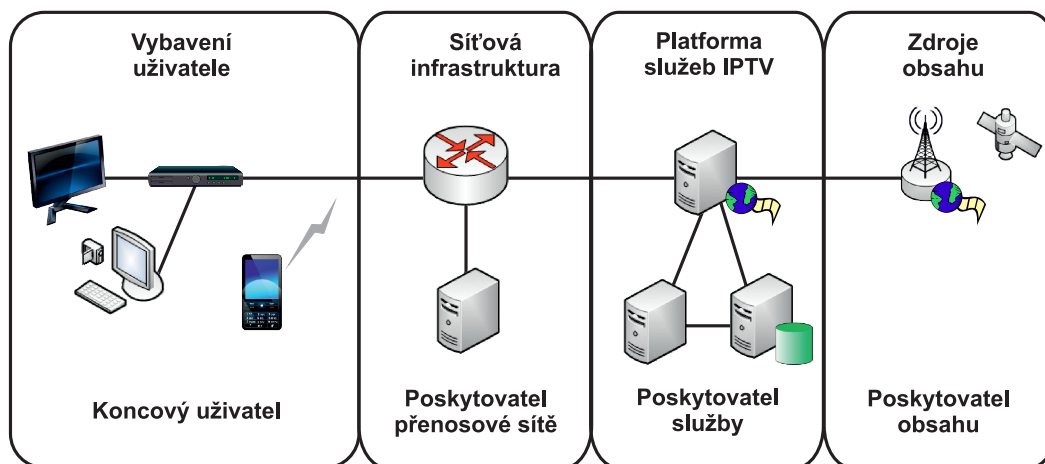 Vybavení
uživatele
Síťová
infrastruktura
Platforma
služeb IPTV
Zdroje
obsahu
Koncový uživatel
Poskytovatel
přenosové sítě
Poskytovatel
služby
Poskytovatel
obsahu